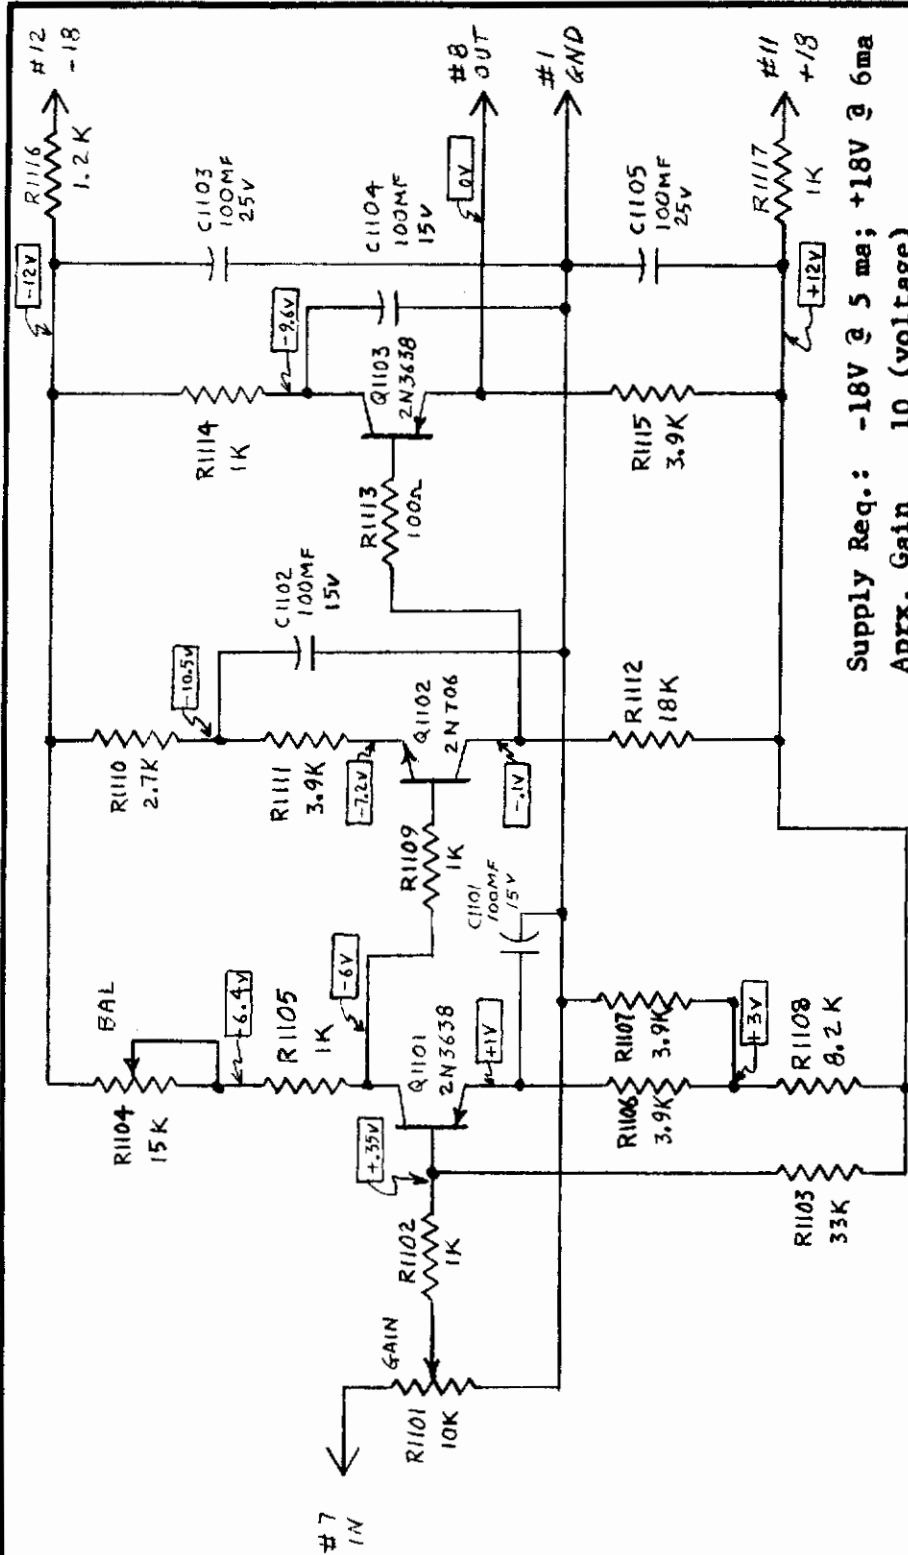 #7
IN
R1101
10K
GAIN
R1102
1K
+.35V
R1103
33K
R1104
15K
BAL
+6.4V
R1105
1K
-6V
Q1101
2N3638
+1V
R1106
3.9K
R1107
3.9K
+3V
R1108
8.2K
C1101
100MF
15V
R1109
1K
R1110
2.7K
-10.5V
R1111
3.9K
-7.2V
Q1102
2N706
-.1V
C1102
100MF
15V
R1112
18K
R1113
100Ω
R1114
1K
-9.6V
Q1103
2N3638
R1115
3.9K
-12V
C1103
100MF
25V
C1104
100MF
15V
0V
C1105
100MF
25V
+12V
R1116
1.2K
R1117
1K
#12
-18
#8
OUT
#1
GND
#11
+18
Supply Req.: -18V @ 5 ma; +18V @ 6ma
Aprx. Gain 10 (voltage)